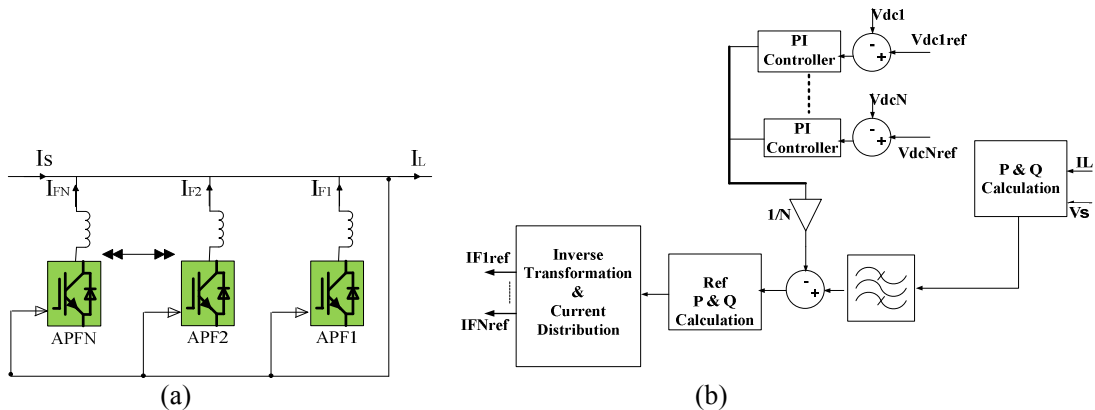 Is
IL
IFN
IF2
IF1
APFN
APF2
APF1
(a)
Vdc1
PI
Controller
-
+
Vdc1ref
VdcN
PI
Controller
-
+
VdcNref
P & Q
Calculation
IL
Vs
1/N
IF1ref
IFNref
Inverse
Transformation
&
Current
Distribution
Ref
P & Q
Calculation
-
+
(b)